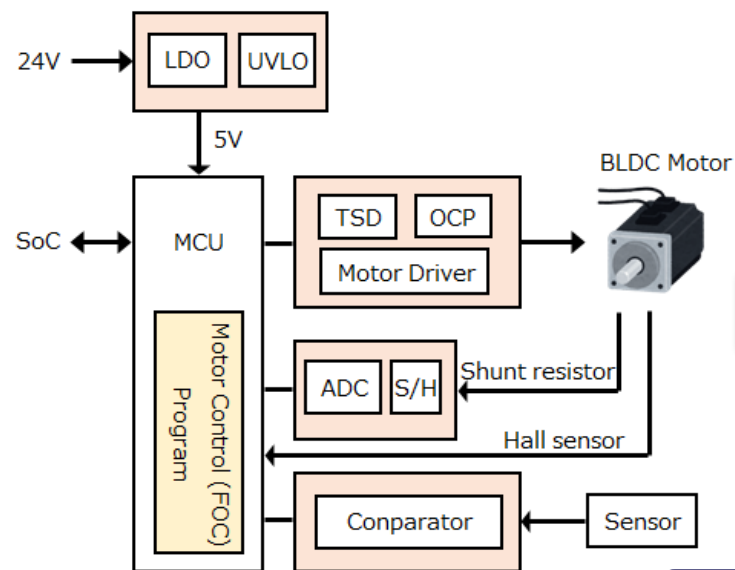 24V
LDO
UVLO
5V
BLDC Motor
SoC
MCU
TSD
OCP
Motor Driver
Motor Control (FOC)
Program
ADC
S/H
Shunt resistor
Hall sensor
Conparator
Sensor